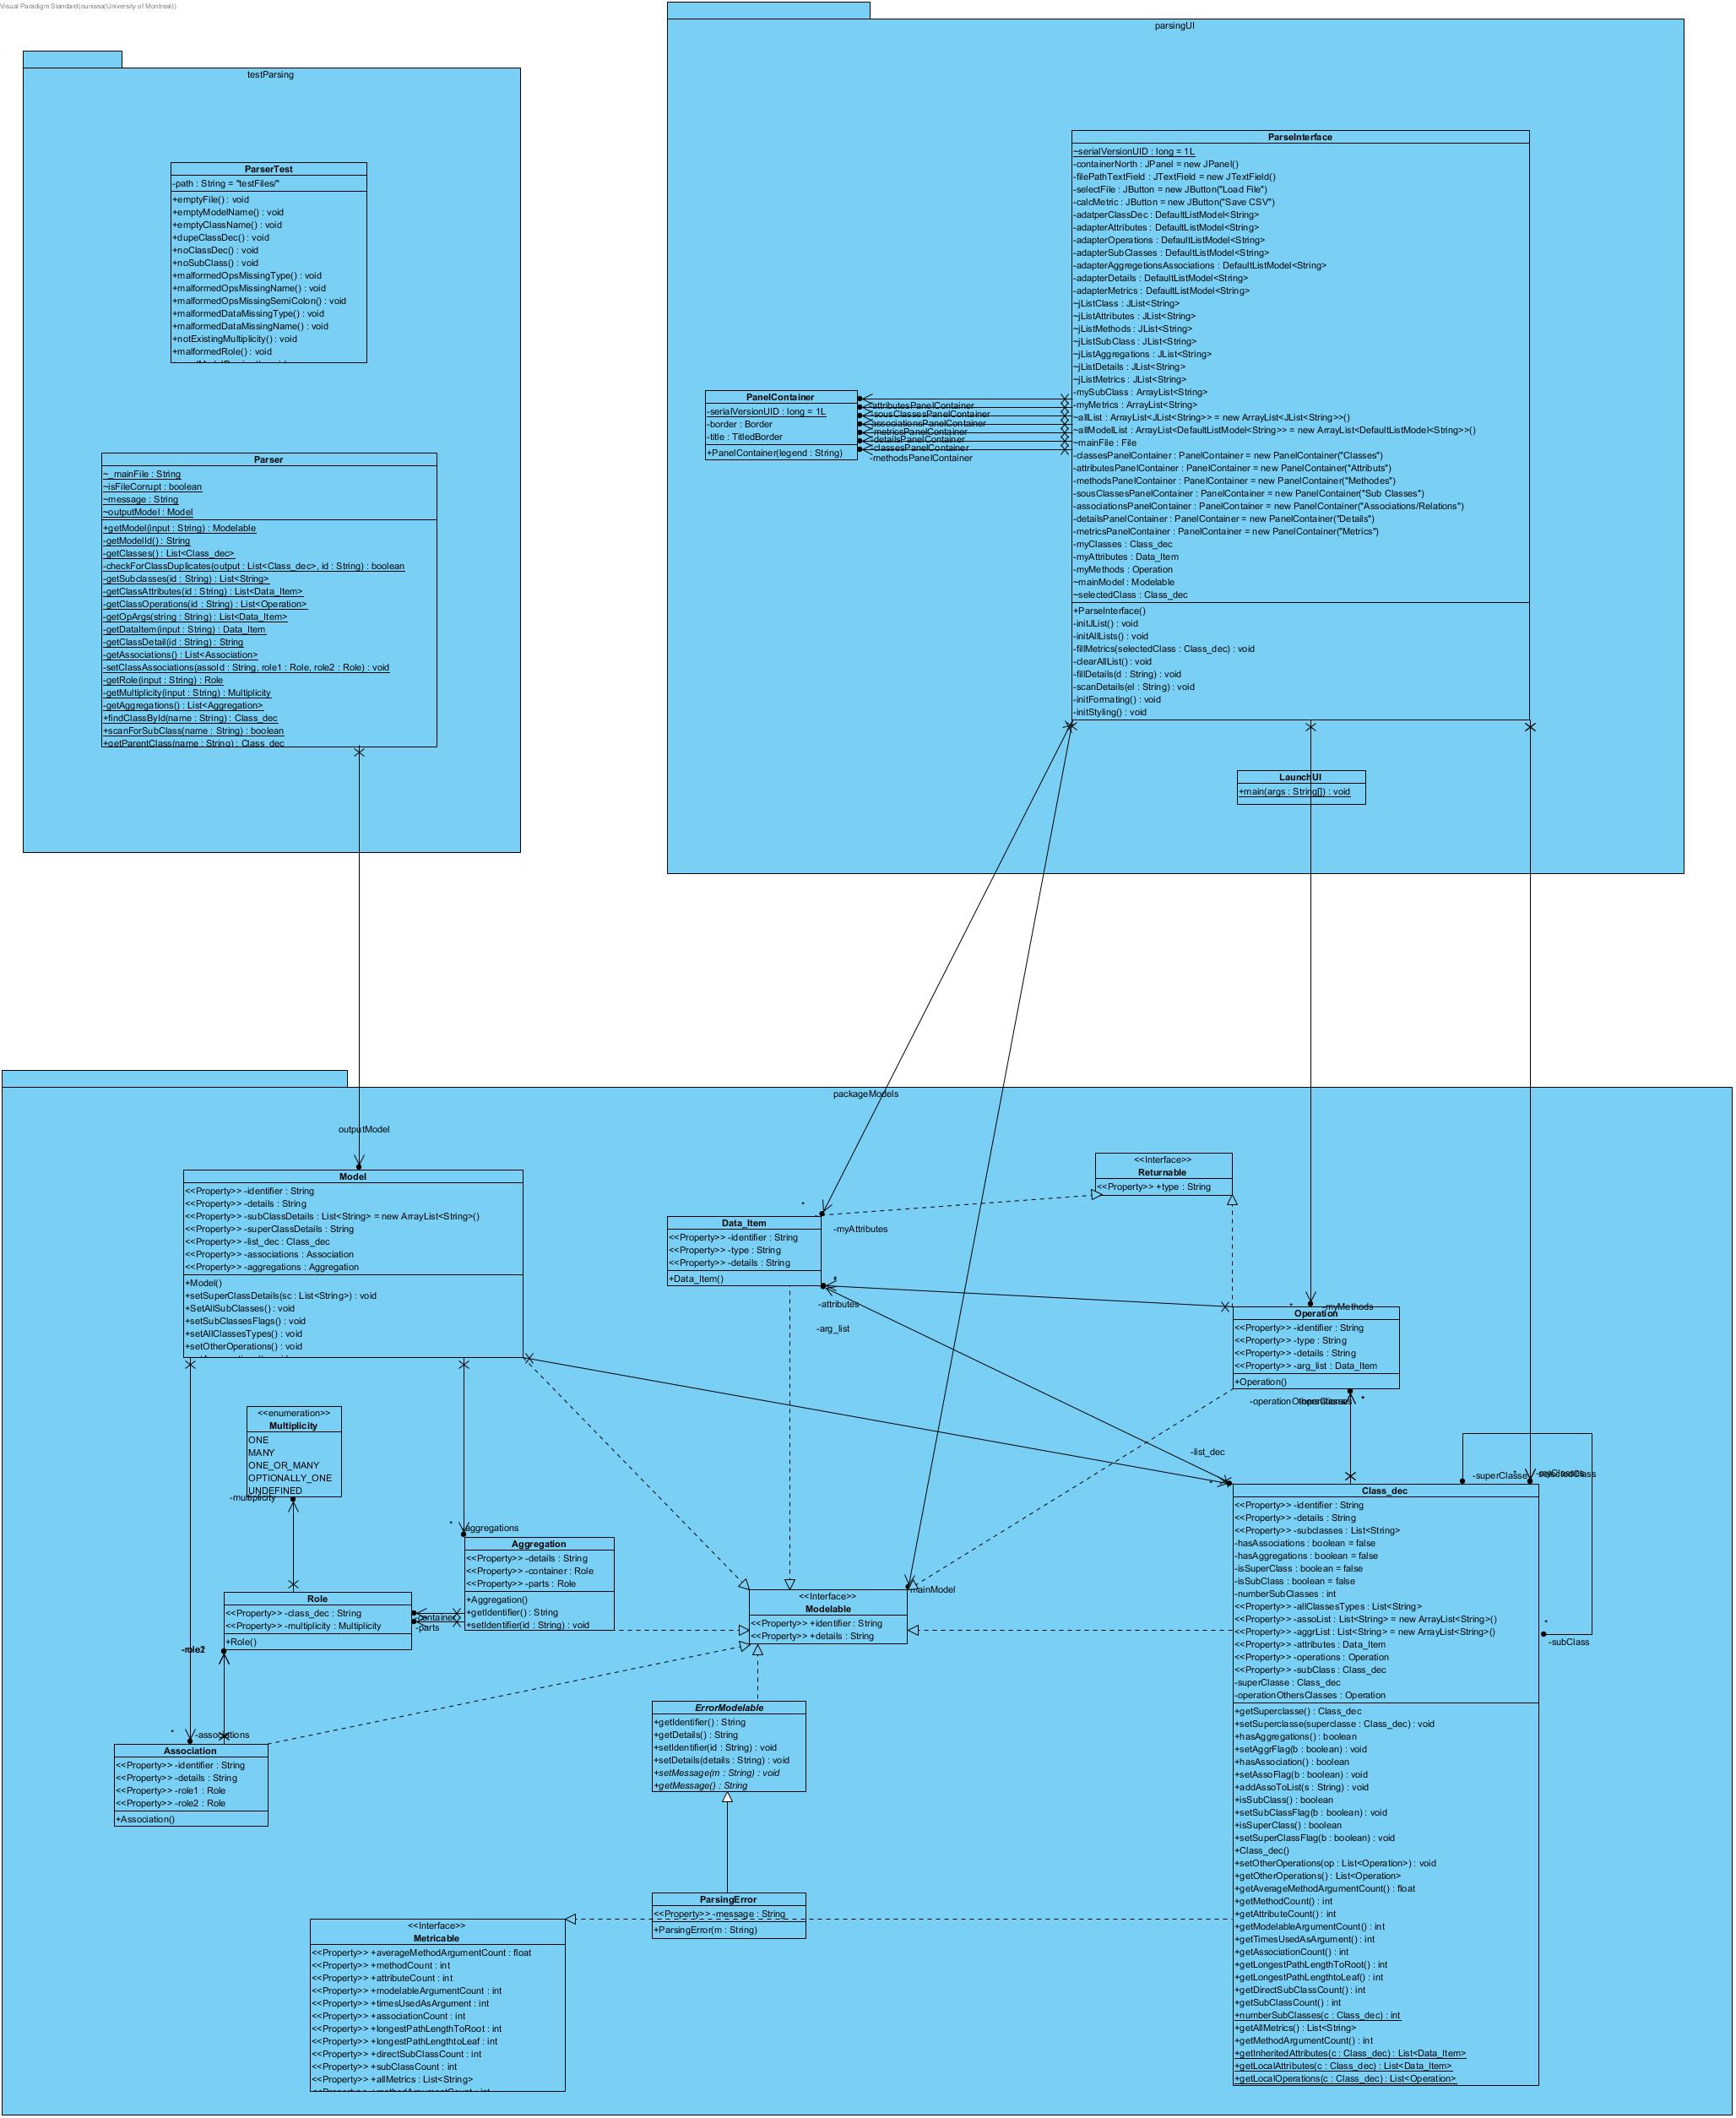 Visual Paradigm Standard(ounissa(University of Montreal))
parsingUI
testParsing
ParseInterface
~serialVersionUID : long = 1L
-containerNorth : JPanel = new JPanel()
-filePathTextField : JTextField = new JTextField()
-selectFile : JButton = new JButton("Load File")
-calcMetric : JButton = new JButton("Save CSV")
-adatperClassDec : DefaultListModel<String>
-adapterAttributes : DefaultListModel<String>
-adapterOperations : DefaultListModel<String>
-adapterSubClasses : DefaultListModel<String>
-adapterAggregetionsAssociations : DefaultListModel<String>
-adapterDetails : DefaultListModel<String>
-adapterMetrics : DefaultListModel<String>
~jListClass : JList<String>
~jListAttributes : JList<String>
~jListMethods : JList<String>
~jListSubClass : JList<String>
~jListAggregations : JList<String>
~jListDetails : JList<String>
~jListMetrics : JList<String>
-mySubClass : ArrayList<String>
-myMetrics : ArrayList<String>
~allList : ArrayList<JList<String>> = new ArrayList<JList<String>>()
~allModelList : ArrayList<DefaultListModel<String>> = new ArrayList<DefaultListModel<String>>()
~mainFile : File
-classesPanelContainer : PanelContainer = new PanelContainer("Classes")
-attributesPanelContainer : PanelContainer = new PanelContainer("Attributs")
-methodsPanelContainer : PanelContainer = new PanelContainer("Methodes")
-sousClassesPanelContainer : PanelContainer = new PanelContainer("Sub Classes")
-associationsPanelContainer : PanelContainer = new PanelContainer("Associations/Relations")
-detailsPanelContainer : PanelContainer = new PanelContainer("Details")
-metricsPanelContainer : PanelContainer = new PanelContainer("Metrics")
-myClasses : Class_dec
-myAttributes : Data_Item
-myMethods : Operation
~mainModel : Modelable
~selectedClass : Class_dec
+ParseInterface()
-initJList() : void
-initAllLists() : void
-fillMetrics(selectedClass : Class_dec) : void
-clearAllList() : void
-fillDetails(d : String) : void
-scanDetails(el : String) : void
-initFormating() : void
-initStyling() : void
ParserTest
-path : String = "testFiles/"
+emptyFile() : void
+emptyModelName() : void
+emptyClassName() : void
+dupeClassDec() : void
+noClassDec() : void
+noSubClass() : void
+malformedOpsMissingType() : void
+malformedOpsMissingName() : void
+malformedOpsMissingSemiColon() : void
+malformedDataMissingType() : void
+malformedDataMissingName() : void
+notExistingMultiplicity() : void
+malformedRole() : void
PanelContainer
-serialVersionUID : long = 1L
-border : Border
-title : TitledBorder
+PanelContainer(legend : String)
-attributesPanelContainer
-sousClassesPanelContainer
-associationsPanelContainer
-metricsPanelContainer
-detailsPanelContainer
-classesPanelContainer
-methodsPanelContainer
Parser
~_mainFile : String
~isFileCorrupt : boolean
~message : String
~outputModel : Model
+getModel(input : String) : Modelable
-getModelId() : String
-getClasses() : List<Class_dec>
-checkForClassDuplicates(output : List<Class_dec>, id : String) : boolean
-getSubclasses(id : String) : List<String>
-getClassAttributes(id : String) : List<Data_Item>
-getClassOperations(id : String) : List<Operation>
-getOpArgs(string : String) : List<Data_Item>
-getDataItem(input : String) : Data_Item
-getClassDetail(id : String) : String
-getAssociations() : List<Association>
-setClassAssociations(assoId : String, role1 : Role, role2 : Role) : void
-getRole(input : String) : Role
-getMultiplicity(input : String) : Multiplicity
-getAggregations() : List<Aggregation>
+findClassById(name : String) : Class_dec
+scanForSubClass(name : String) : boolean
+getParentClass(name : String) : Class_dec
LaunchUI
+main(args : String[]) : void
packageModels
outputModel
Model
<<Property>> -identifier : String
<<Property>> -details : String
<<Property>> -subClassDetails : List<String> = new ArrayList<String>()
<<Property>> -superClassDetails : String
<<Property>> -list_dec : Class_dec
<<Property>> -associations : Association
<<Property>> -aggregations : Aggregation
+Model()
+setSuperClassDetails(sc : List<String>) : void
+SetAllSubClasses() : void
+setSubClassesFlags() : void
+setAllClassesTypes() : void
+setOtherOperations() : void
<<Interface>>
Returnable
<<Property>> +type : String
*
-myAttributes
Data_Item
<<Property>> -identifier : String
<<Property>> -type : String
<<Property>> -details : String
+Data_Item()
*
-attributes
-arg_list
*
-myMethods
Operation
<<Property>> -identifier : String
<<Property>> -type : String
<<Property>> -details : String
<<Property>> -arg_list : Data_Item
+Operation()
*
<<enumeration>>
Multiplicity
ONE
MANY
ONE_OR_MANY
OPTIONALLY_ONE
UNDEFINED
-multiplicity
-list_dec
*
-superClasse
*
*
-subClass
* aggregations
Aggregation
<<Property>> -details : String
<<Property>> -container : Role
<<Property>> -parts : Role
+Aggregation()
+getIdentifier() : String
+setIdentifier(id : String) : void
Role
<<Property>> -class_dec : String
<<Property>> -multiplicity : Multiplicity
+Role()
-container
-parts
mainModel
<<Interface>>
Modelable
<<Property>> +identifier : String
<<Property>> +details : String
Class_dec
<<Property>> -identifier : String
<<Property>> -details : String
<<Property>> -subclasses : List<String>
-hasAssociations : boolean = false
-hasAggregations : boolean = false
-isSuperClass : boolean = false
-isSubClass : boolean = false
-numberSubClasses : int
<<Property>> -allClassesTypes : List<String>
<<Property>> -assoList : List<String> = new ArrayList<String>()
<<Property>> -aggrList : List<String> = new ArrayList<String>()
<<Property>> -attributes : Data_Item
<<Property>> -operations : Operation
<<Property>> -subClass : Class_dec
-superClasse : Class_dec
-operationOthersClasses : Operation
+getSuperclasse() : Class_dec
+setSuperclasse(superclasse : Class_dec) : void
+hasAggregations() : boolean
+setAggrFlag(b : boolean) : void
+hasAssociation() : boolean
+setAssoFlag(b : boolean) : void
+addAssoToList(s : String) : void
+isSubClass() : boolean
+setSubClassFlag(b : boolean) : void
+isSuperClass() : boolean
+setSuperClassFlag(b : boolean) : void
+Class_dec()
+setOtherOperations(op : List<Operation>) : void
+getOtherOperations() : List<Operation>
+getAverageMethodArgumentCount() : float
+getMethodCount() : int
+getAttributeCount() : int
+getModelableArgumentCount() : int
+getTimesUsedAsArgument() : int
+getAssociationCount() : int
+getLongestPathLengthToRoot() : int
+getLongestPathLengthtoLeaf() : int
+getDirectSubClassCount() : int
+getSubClassCount() : int
+numberSubClasses(c : Class_dec) : int
+getAllMetrics() : List<String>
+getMethodArgumentCount() : int
+getInheritedAttributes(c : Class_dec) : List<Data_Item>
+getLocalAttributes(c : Class_dec) : List<Data_Item>
+getLocalOperations(c : Class_dec) : List<Operation>
* -associations
Association
<<Property>> -identifier : String
<<Property>> -details : String
<<Property>> -role1 : Role
<<Property>> -role2 : Role
+Association()
ErrorModelable
+getIdentifier() : String
+getDetails() : String
+setIdentifier(id : String) : void
+setDetails(details : String) : void
+setMessage(m : String) : void
+getMessage() : String
ParsingError
<<Property>> -message : String
+ParsingError(m : String)
<<Interface>>
Metricable
<<Property>> +averageMethodArgumentCount : float
<<Property>> +methodCount : int
<<Property>> +attributeCount : int
<<Property>> +modelableArgumentCount : int
<<Property>> +timesUsedAsArgument : int
<<Property>> +associationCount : int
<<Property>> +longestPathLengthToRoot : int
<<Property>> +longestPathLengthtoLeaf : int
<<Property>> +directSubClassCount : int
<<Property>> +subClassCount : int
<<Property>> +allMetrics : List<String>
<<Property>> +methodArgumentCount : int